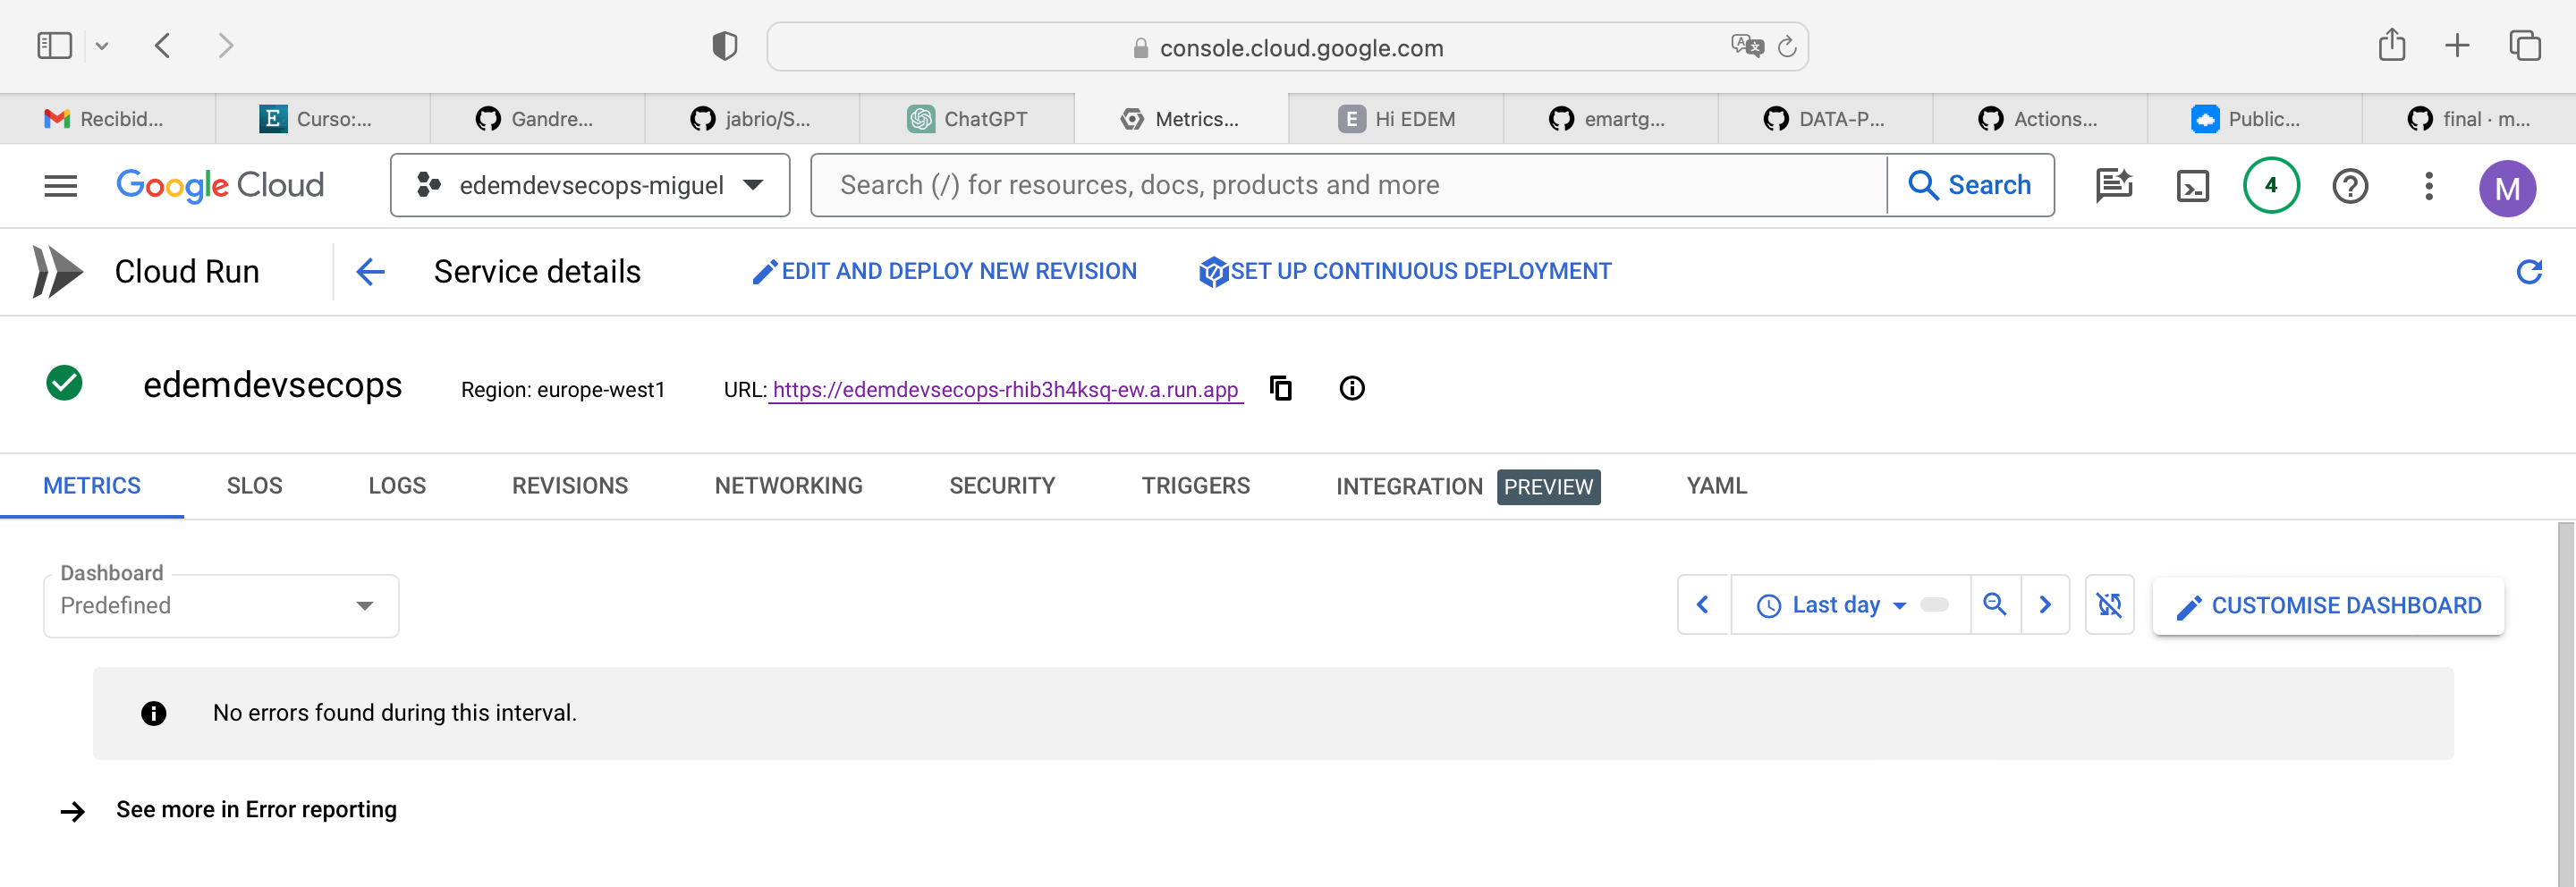 console.cloud.google.com
Recibid...
Curso:...
Gandre...
jabrio/S...
ChatGPT
Metrics...
E Hi EDEM
emartg...
DATA-P...
Actions...
Public...
final · m...
Google Cloud
edemdevsecops-miguel
Search (/) for resources, docs, products and more
Search
4
M
Cloud Run
Service details
EDIT AND DEPLOY NEW REVISION
SET UP CONTINUOUS DEPLOYMENT
edemdevsecops
Region: europe-west1
URL: https://edemdevsecops-rhib3h4ksq-ew.a.run.app
METRICS
SLOS
LOGS
REVISIONS
NETWORKING
SECURITY
TRIGGERS
INTEGRATION PREVIEW
YAML
Dashboard
Predefined
Last day
CUSTOMISE DASHBOARD
No errors found during this interval.
See more in Error reporting